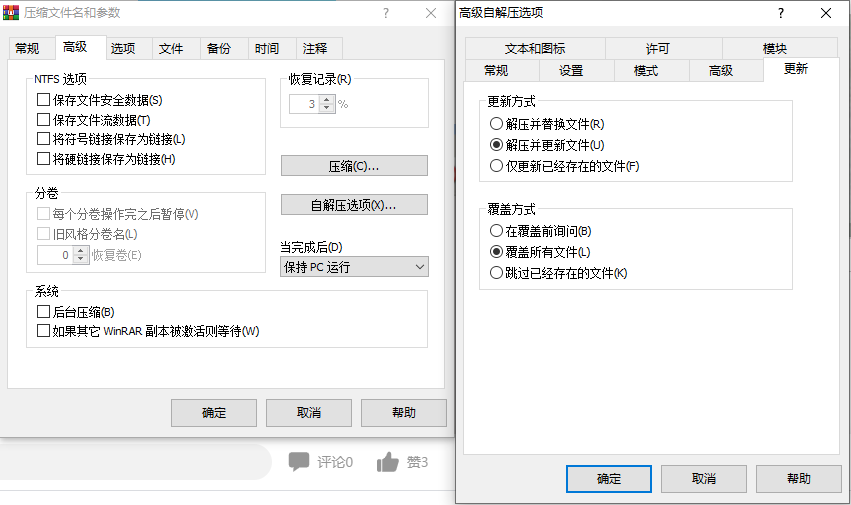 压缩文件名和参数
常规 高级 选项 文件 备份 时间 注释
NTFS 选项
保存文件安全数据(S)
保存文件流数据(T)
将符号链接保存为链接(L)
将硬链接保存为链接(H)
恢复记录(R)
3 %
压缩(C)...
自解压选项(X)...
分卷
每个分卷操作完之后暂停(V)
旧风格分卷名(L)
0 恢复卷(E)
当完成后(D)
保持 PC 运行
系统
后台压缩(B)
如果其它 WinRAR 副本被激活则等待(W)
确定 取消 帮助
评论0 赞3
高级自解压选项
文本和图标 许可 模块
常规 设置 模式 高级 更新
更新方式
解压并替换文件(R)
解压并更新文件(U)
仅更新已经存在的文件(F)
覆盖方式
在覆盖前询问(B)
覆盖所有文件(L)
跳过已经存在的文件(K)
确定 取消 帮助